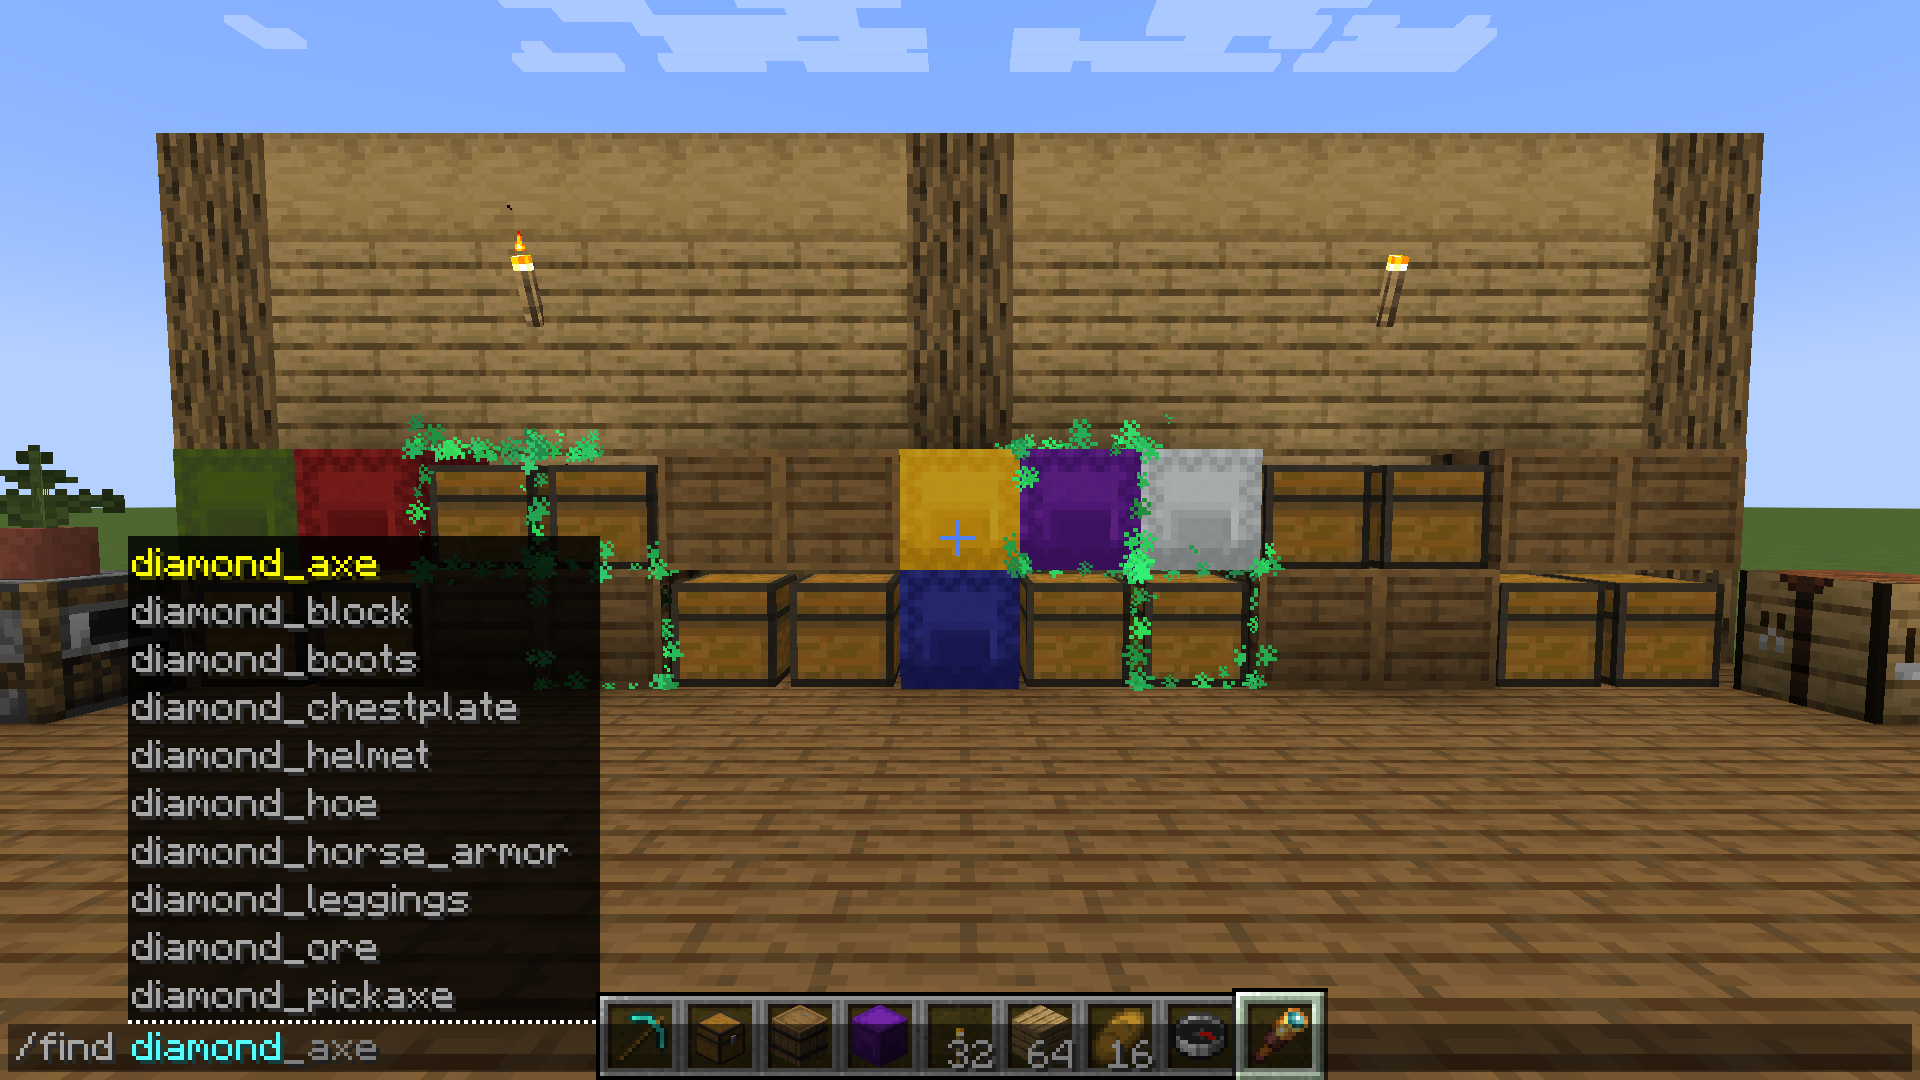 diamond_axe
diamond_block
diamond_boots
diamond_chestplate
diamond_helmet
diamond_hoe
diamond_horse_armor
diamond_leggings
diamond_ore
diamond_pickaxe
/find diamond_axe
32 64 16